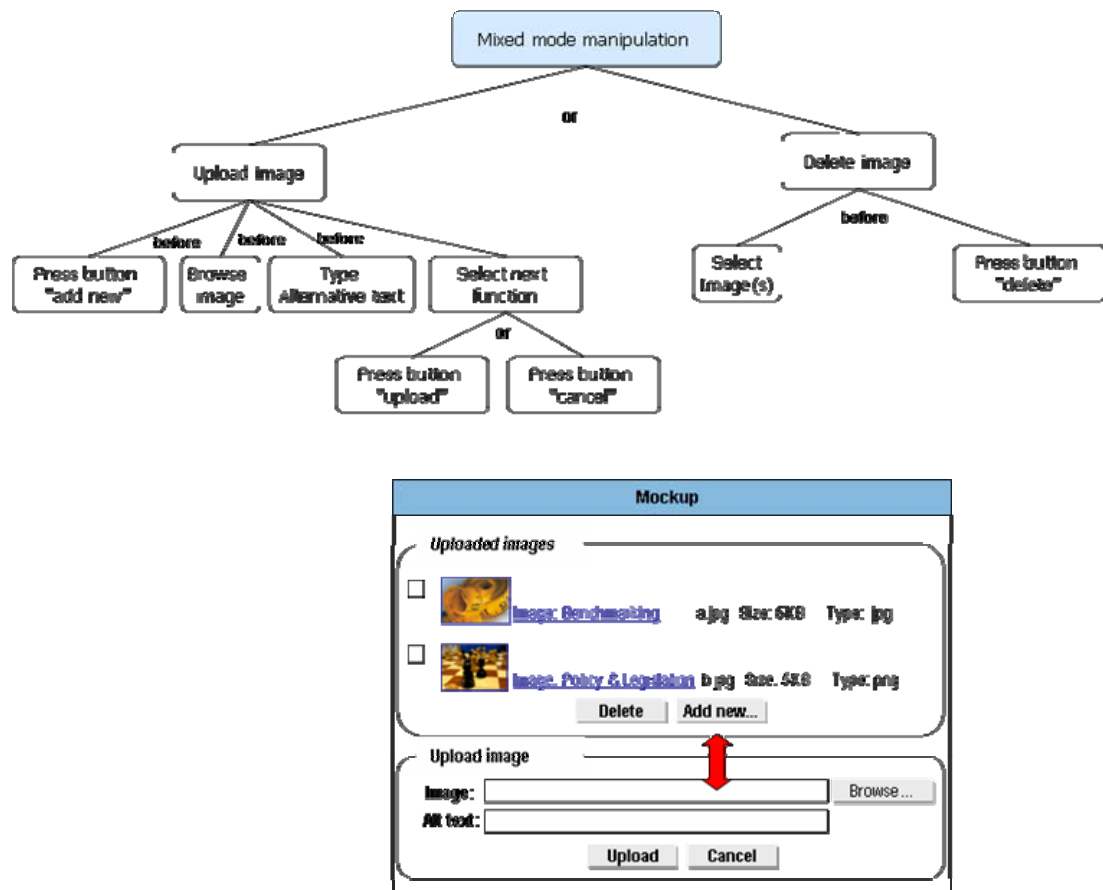 Mixed mode manipulation
or
Upload image
Delete image
before
before
before
before
Press button
"add new"
Browse
image
Type
Alternative text
Select next
function
Select
Image(s)
Press button
"delete"
or
Press button
"upload"
Press button
"cancel"
Mockup
Uploaded images
Image: Benchmarking a.jpg Size: 6KB Type: jpg
Image. Policy & Legislation b jpg Size. 5KB Type: png
Delete Add new...
Upload image
Image: Browse ...
Alt text:
Upload Cancel